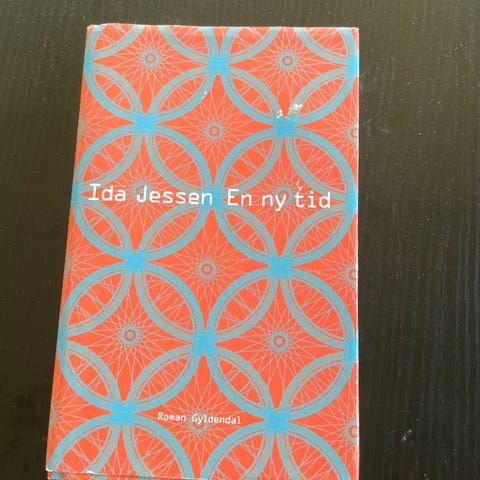 Ida Jessen En ny tid
Roman Gyldendal